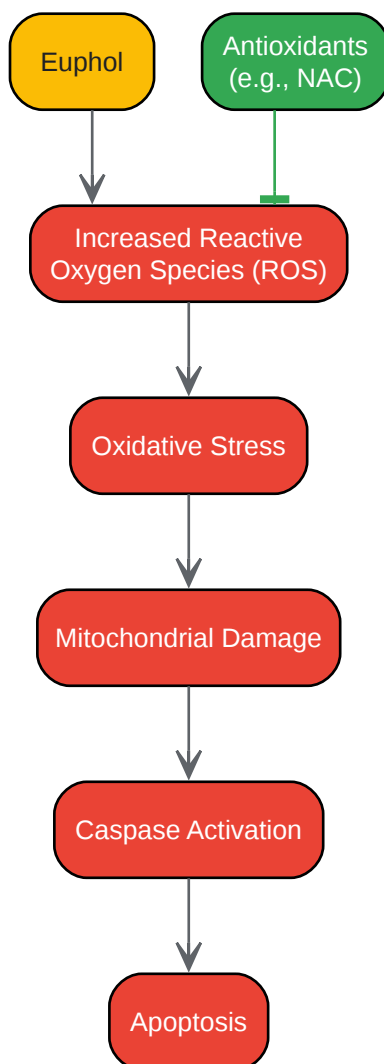 Euphol
Antioxidants
(e.g., NAC)
Increased Reactive
Oxygen Species (ROS)
Oxidative Stress
Mitochondrial Damage
Caspase Activation
Apoptosis